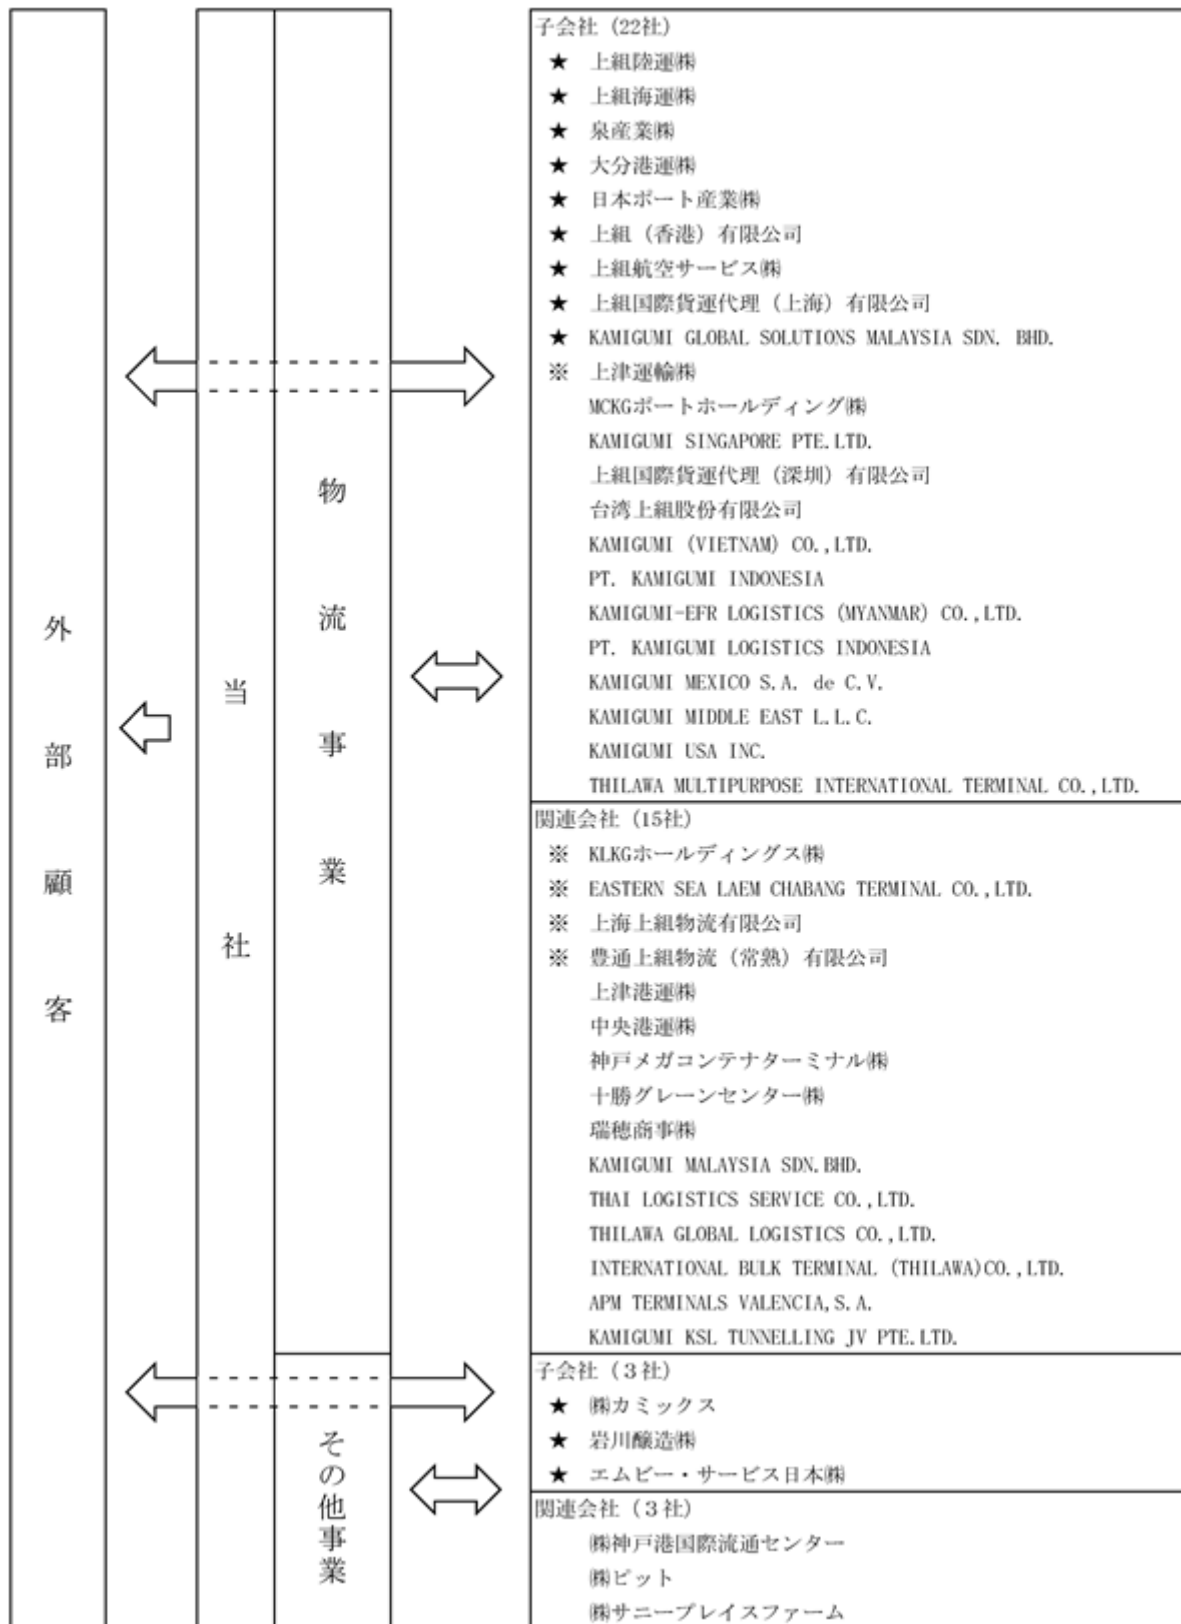 外部顧客
当社
物流事業
その他事業
子会社（22社）
★ 上組陸運㈱
★ 上組海運㈱
★ 泉産業㈱
★ 大分港運㈱
★ 日本ポート産業㈱
★ 上組（香港）有限公司
★ 上組航空サービス㈱
★ 上組国際貨運代理（上海）有限公司
★ KAMIGUMI GLOBAL SOLUTIONS MALAYSIA SDN. BHD.
※ 上津運輸㈱
MCKGポートホールディング㈱
KAMIGUMI SINGAPORE PTE.LTD.
上組国際貨運代理（深圳）有限公司
台湾上組股份有限公司
KAMIGUMI (VIETNAM) CO.,LTD.
PT. KAMIGUMI INDONESIA
KAMIGUMI-EFR LOGISTICS (MYANMAR) CO.,LTD.
PT. KAMIGUMI LOGISTICS INDONESIA
KAMIGUMI MEXICO S.A. de C.V.
KAMIGUMI MIDDLE EAST L.L.C.
KAMIGUMI USA INC.
THILAWA MULTIPURPOSE INTERNATIONAL TERMINAL CO.,LTD.
関連会社（15社）
※ KLKGホールディングス㈱
※ EASTERN SEA LAEM CHABANG TERMINAL CO.,LTD.
※ 上海上組物流有限公司
※ 豊通上組物流（常熟）有限公司
上津港運㈱
中央港運㈱
神戸メガコンテナターミナル㈱
十勝グレーンセンター㈱
瑞穂商事㈱
KAMIGUMI MALAYSIA SDN.BHD.
THAI LOGISTICS SERVICE CO.,LTD.
THILAWA GLOBAL LOGISTICS CO.,LTD.
INTERNATIONAL BULK TERMINAL (THILAWA)CO.,LTD.
APM TERMINALS VALENCIA,S.A.
KAMIGUMI KSL TUNNELLING JV PTE.LTD.
子会社（３社）
★ ㈱カミックス
★ 岩川醸造㈱
★ エムビー・サービス日本㈱
関連会社（３社）
㈱神戸港国際流通センター
㈱ピット
㈱サニープレイスファーム